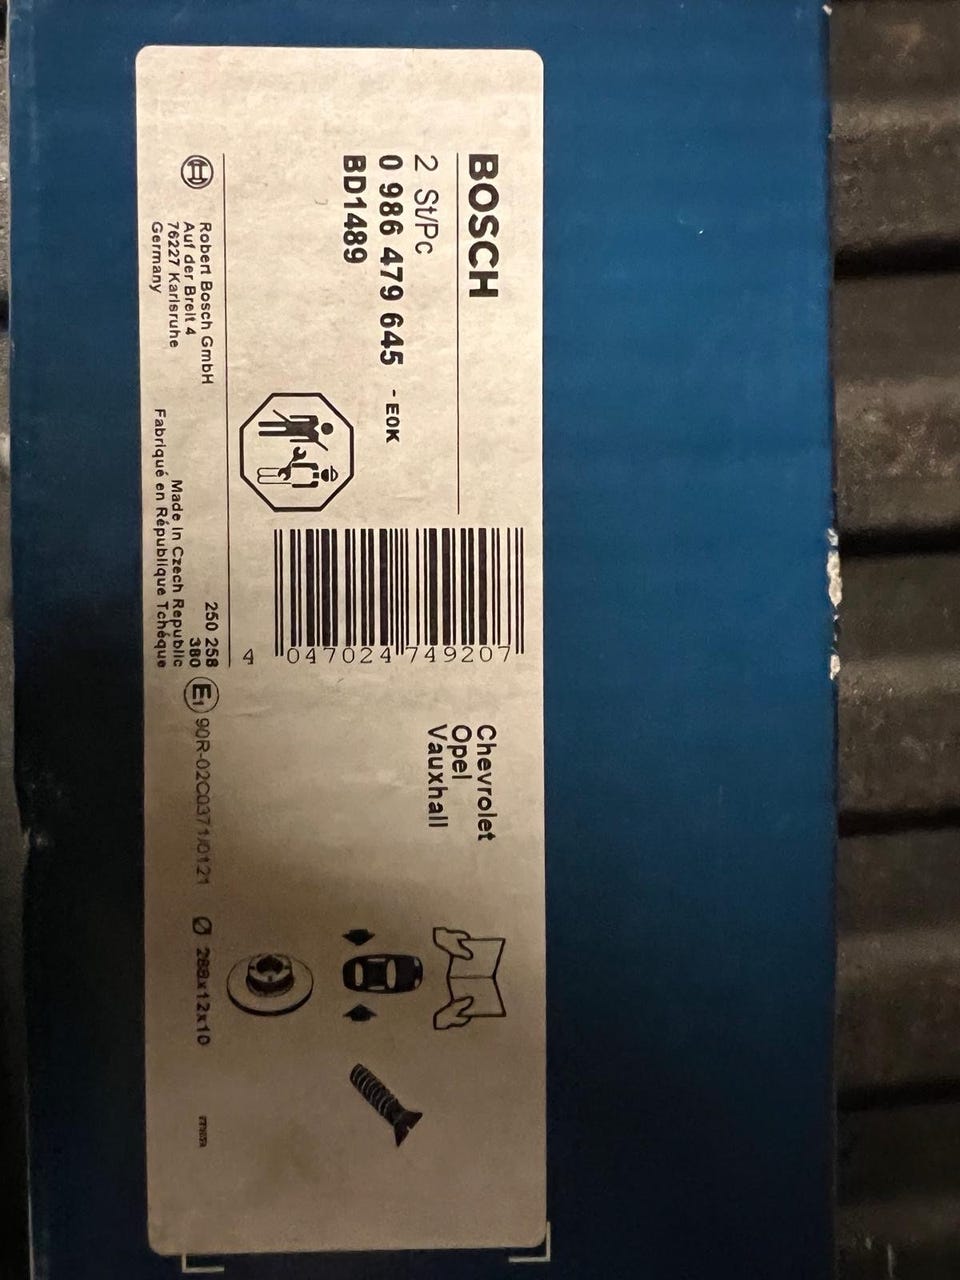 BOSCH
2 St/Pc
0 986 479 645 - E0K
BD1489
Robert Bosch GmbH
Auf der Breit 4
76227 Karlsruhe
Germany
250 258
380
Made in Czech Republic
Fabriqué en République Tchéque
4 047024 749207
Chevrolet
Opel
Vauxhall
E1 90R-02C0371/0121
Ø 268x12x10